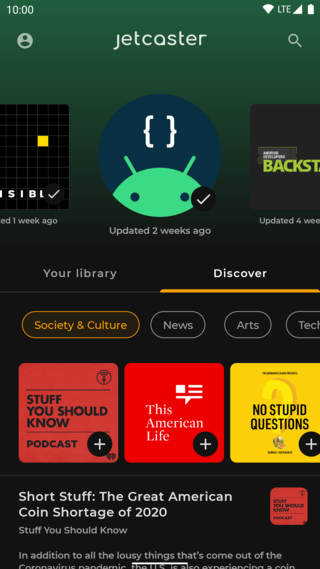 10:00
LTE
Jetcaster
{ }
ISIBL
ANDROID
DEVELOPERS
BACKSTA
ed 1 week ago
Updated 2 weeks ago
Updated 4 wee
Your library
Discover
Society & Culture
News
Arts
Tech
STUFF
YOU SHOULD
KNOW
PODCAST
This
American
Life
NO STUPID
QUESTIONS
Short Stuff: The Great American
Coin Shortage of 2020
Stuff You Should Know
STUFF
YOU SHOULD
KNOW
PODCAST
In addition to all the lousy things that's come out of the
Coronavirus pandemic, the U.S. is also experiencing a coin